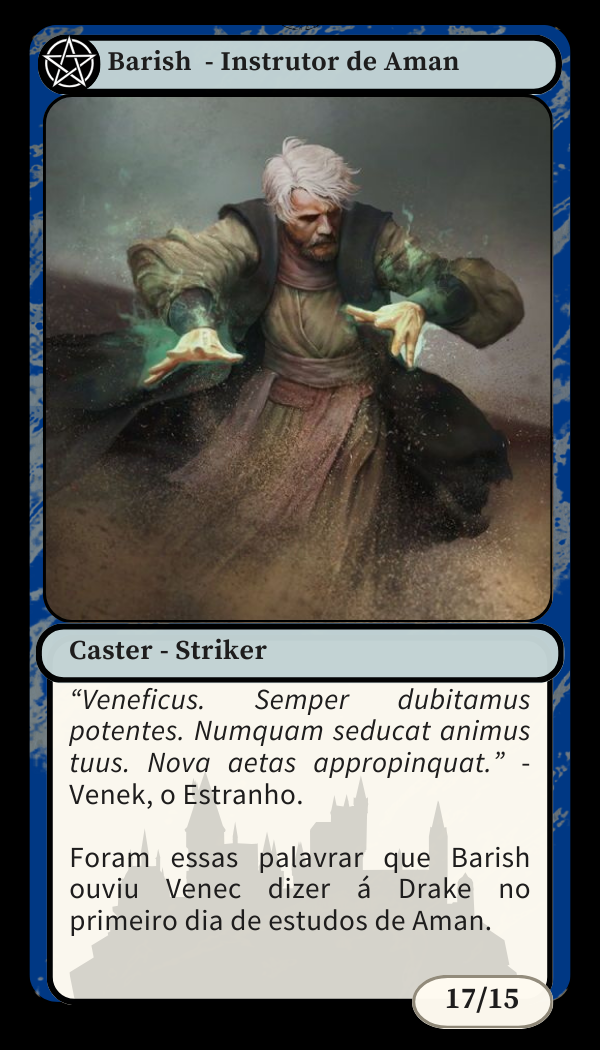 Barish - Instrutor de Aman
Caster - Striker
“Veneficus. Semper dubitamus
potentes. Numquam seducat animus
tuus. Nova aetas appropinquat.” -
Venek, o Estranho.
Foram essas palavrar que Barish
ouviu Venec dizer á Drake no
primeiro dia de estudos de Aman.
17/15